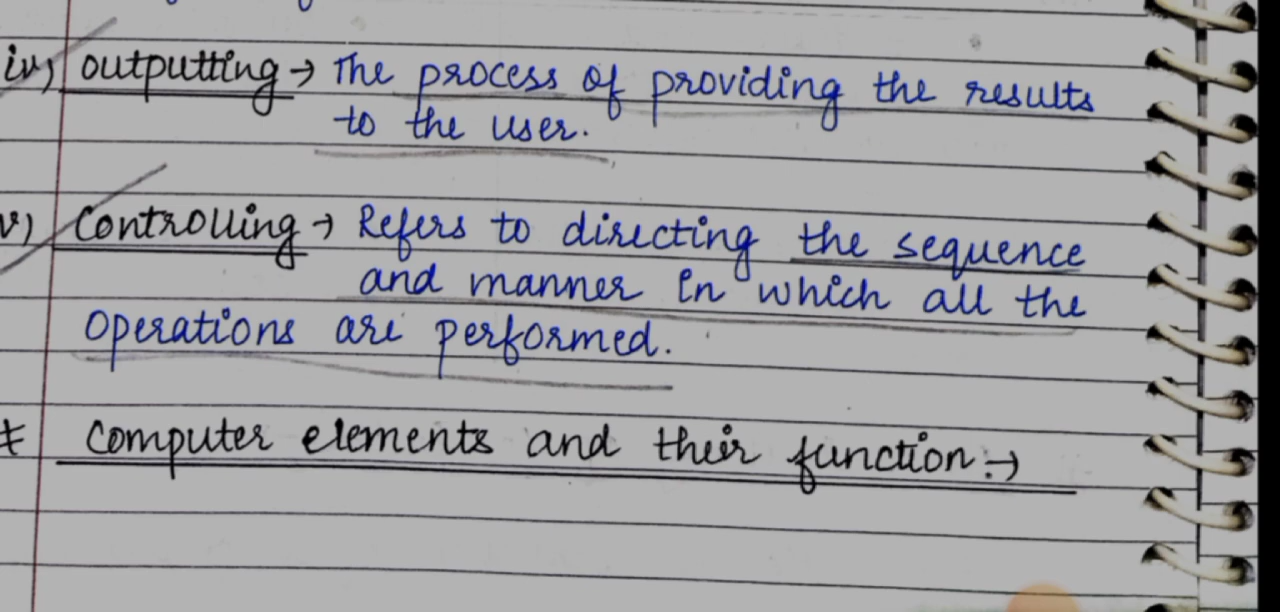 iv) outputting → The process of providing the results
to the user.
v) Controlling → Refers to directing the sequence
and manner in which all the
operations are performed.
# Computer elements and their function:→